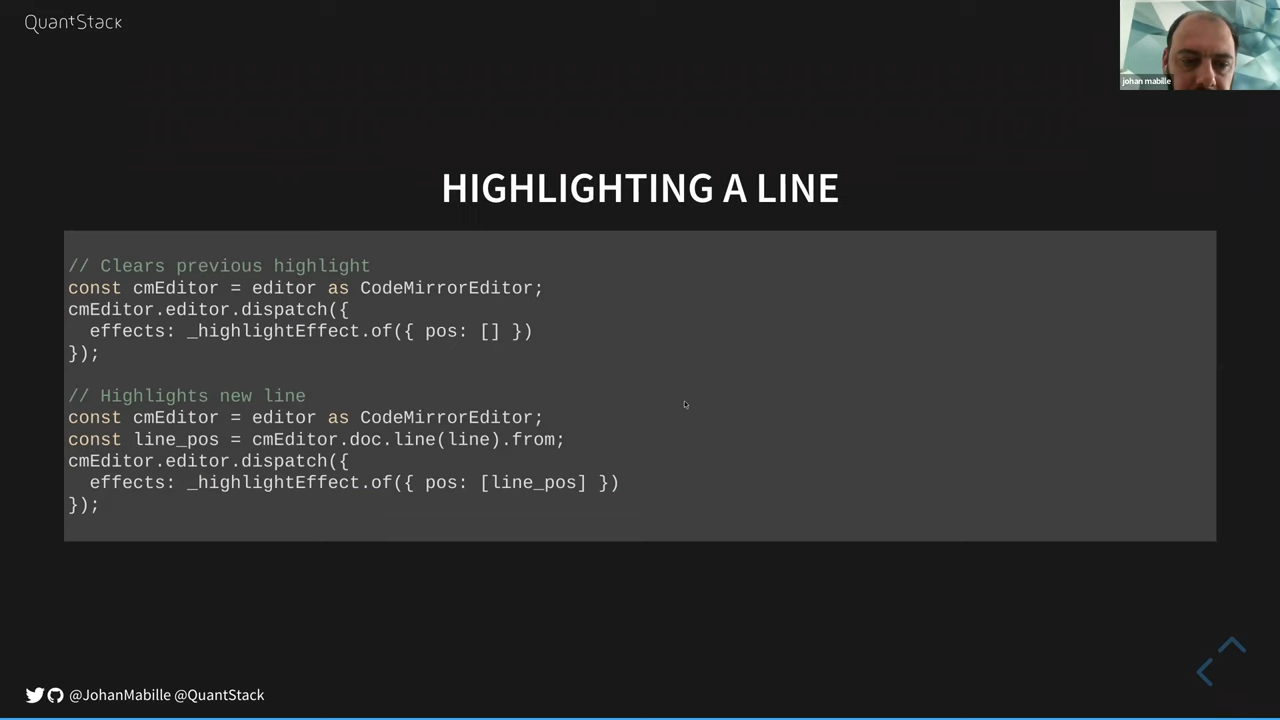 QuantStack
johan mabille
HIGHLIGHTING A LINE
// Clears previous highlight
const cmEditor = editor as CodeMirrorEditor;
cmEditor.editor.dispatch({
  effects: _highlightEffect.of({ pos: [] })
});
// Highlights new line
const cmEditor = editor as CodeMirrorEditor;
const line_pos = cmEditor.doc.line(line).from;
cmEditor.editor.dispatch({
  effects: _highlightEffect.of({ pos: [line_pos] })
});
@JohanMabille @QuantStack